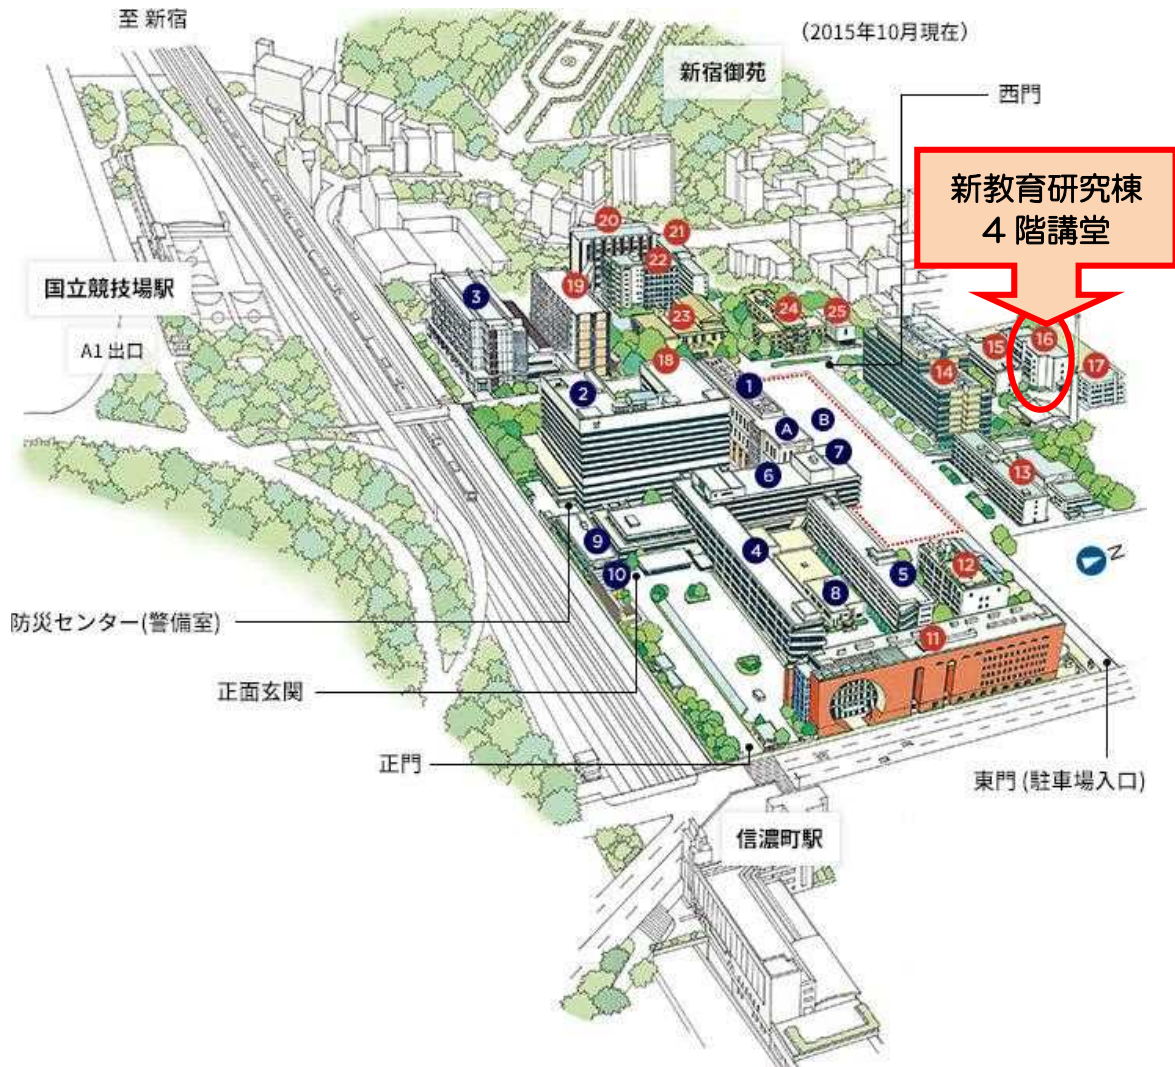 至 新宿
(2015年10月現在)
新宿御苑
西門
新教育研究棟
4階講堂
20
21
22
19
3
国立競技場駅
23
24
25
A1 出口
15
16
17
18
14
2
1
B
A
7
13
6
9
4
N
10
5
12
8
防災センター(警備室)
11
正面玄関
正門
東門 (駐車場入口)
信濃町駅